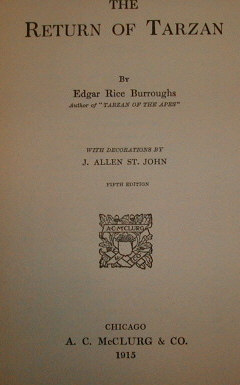 THE
RETURN OF TARZAN
BY
EDGAR RICE BURROUGHS
Author of "TARZAN OF THE APES"
WITH DECORATIONS BY
J. ALLEN ST. JOHN
FIFTH EDITION
A·C·McCLURG
CHICAGO
A. C. McCLURG & CO.
1915